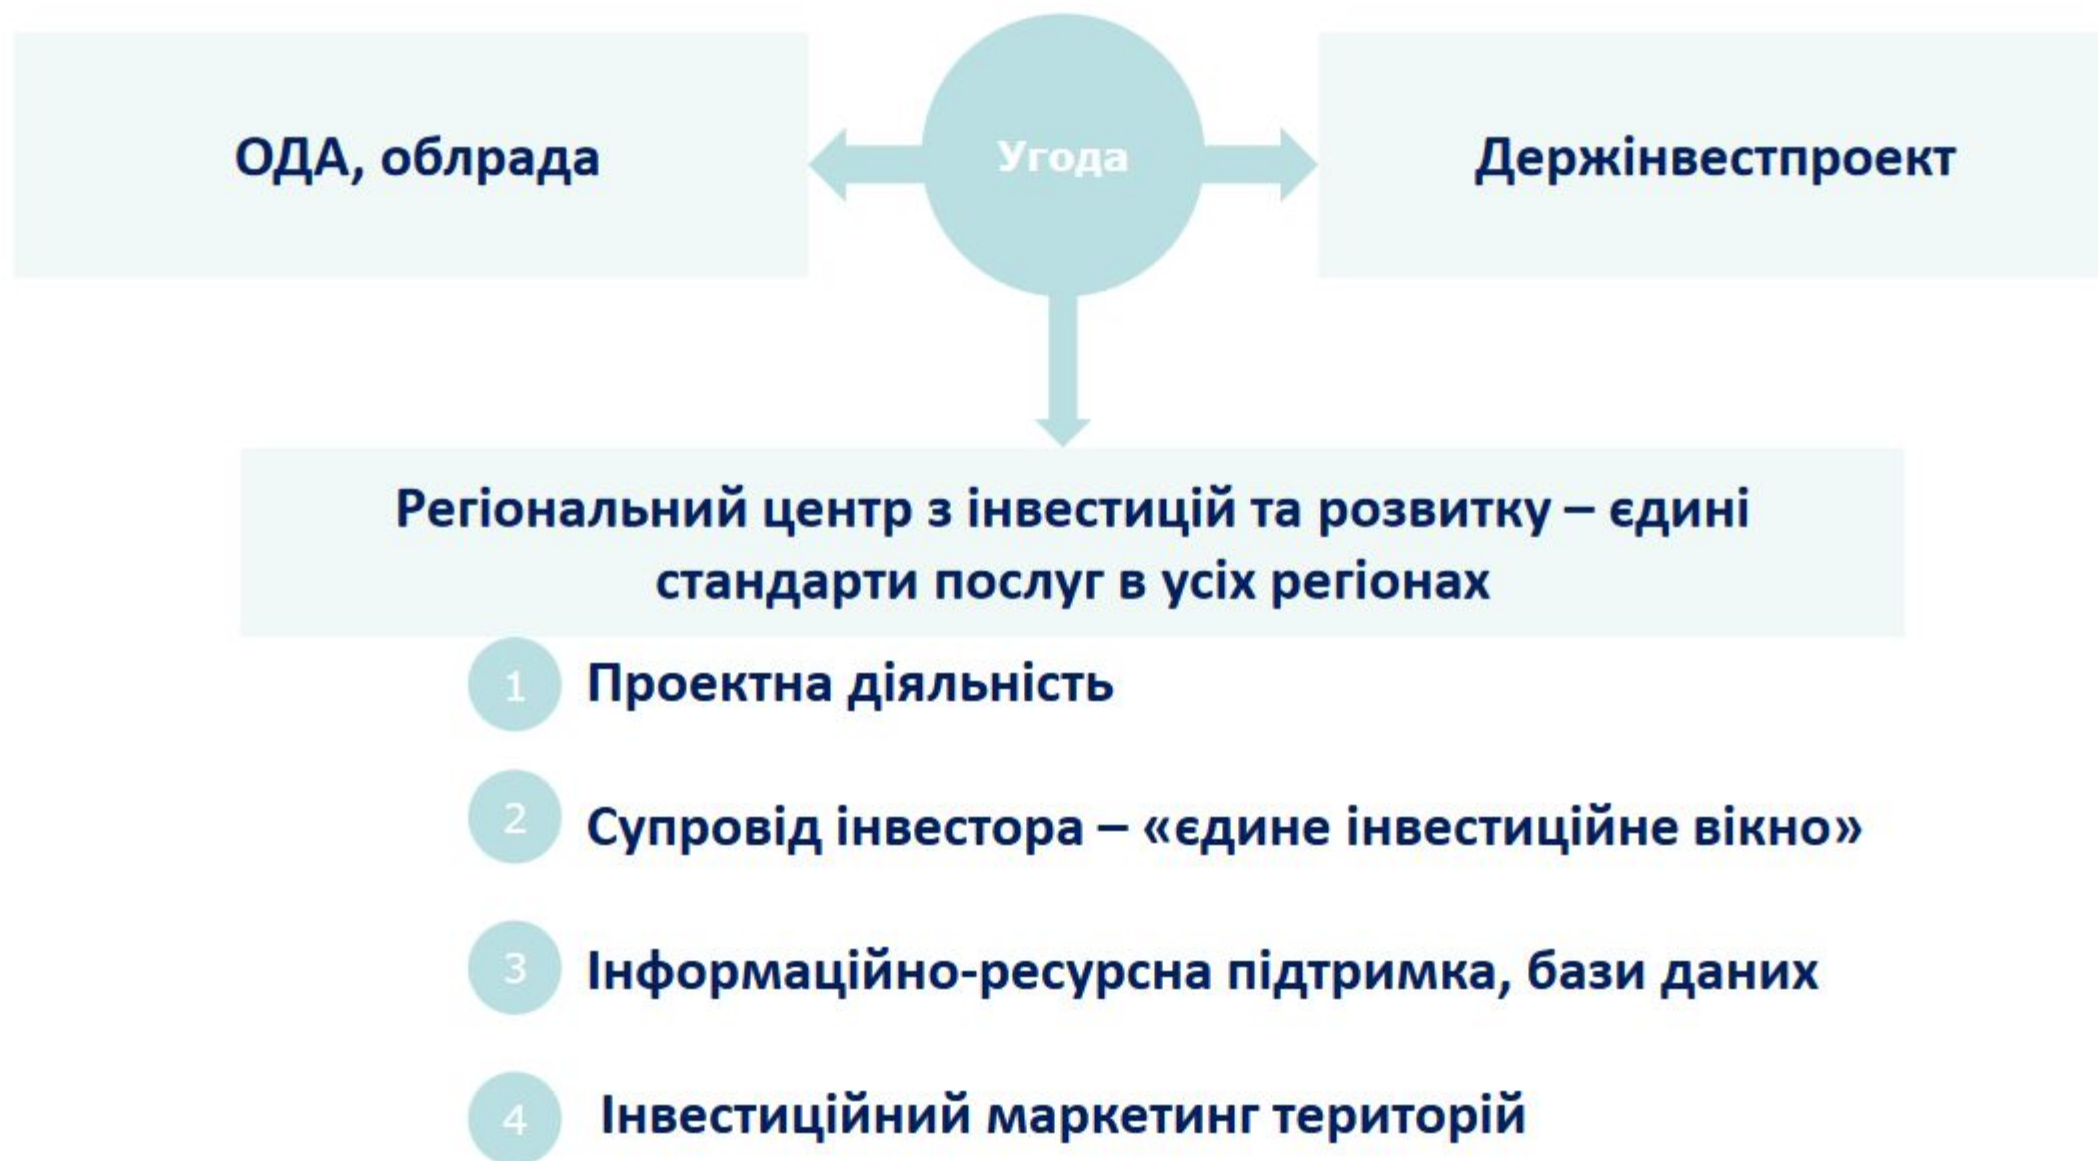 ОДА, облрада
Угода
Держінвестпроект
Регіональний центр з інвестицій та розвитку – єдині
стандарти послуг в усіх регіонах
1 Проектна діяльність
2 Супровід інвестора – «єдине інвестиційне вікно»
3 Інформаційно-ресурсна підтримка, бази даних
4 Інвестиційний маркетинг територій